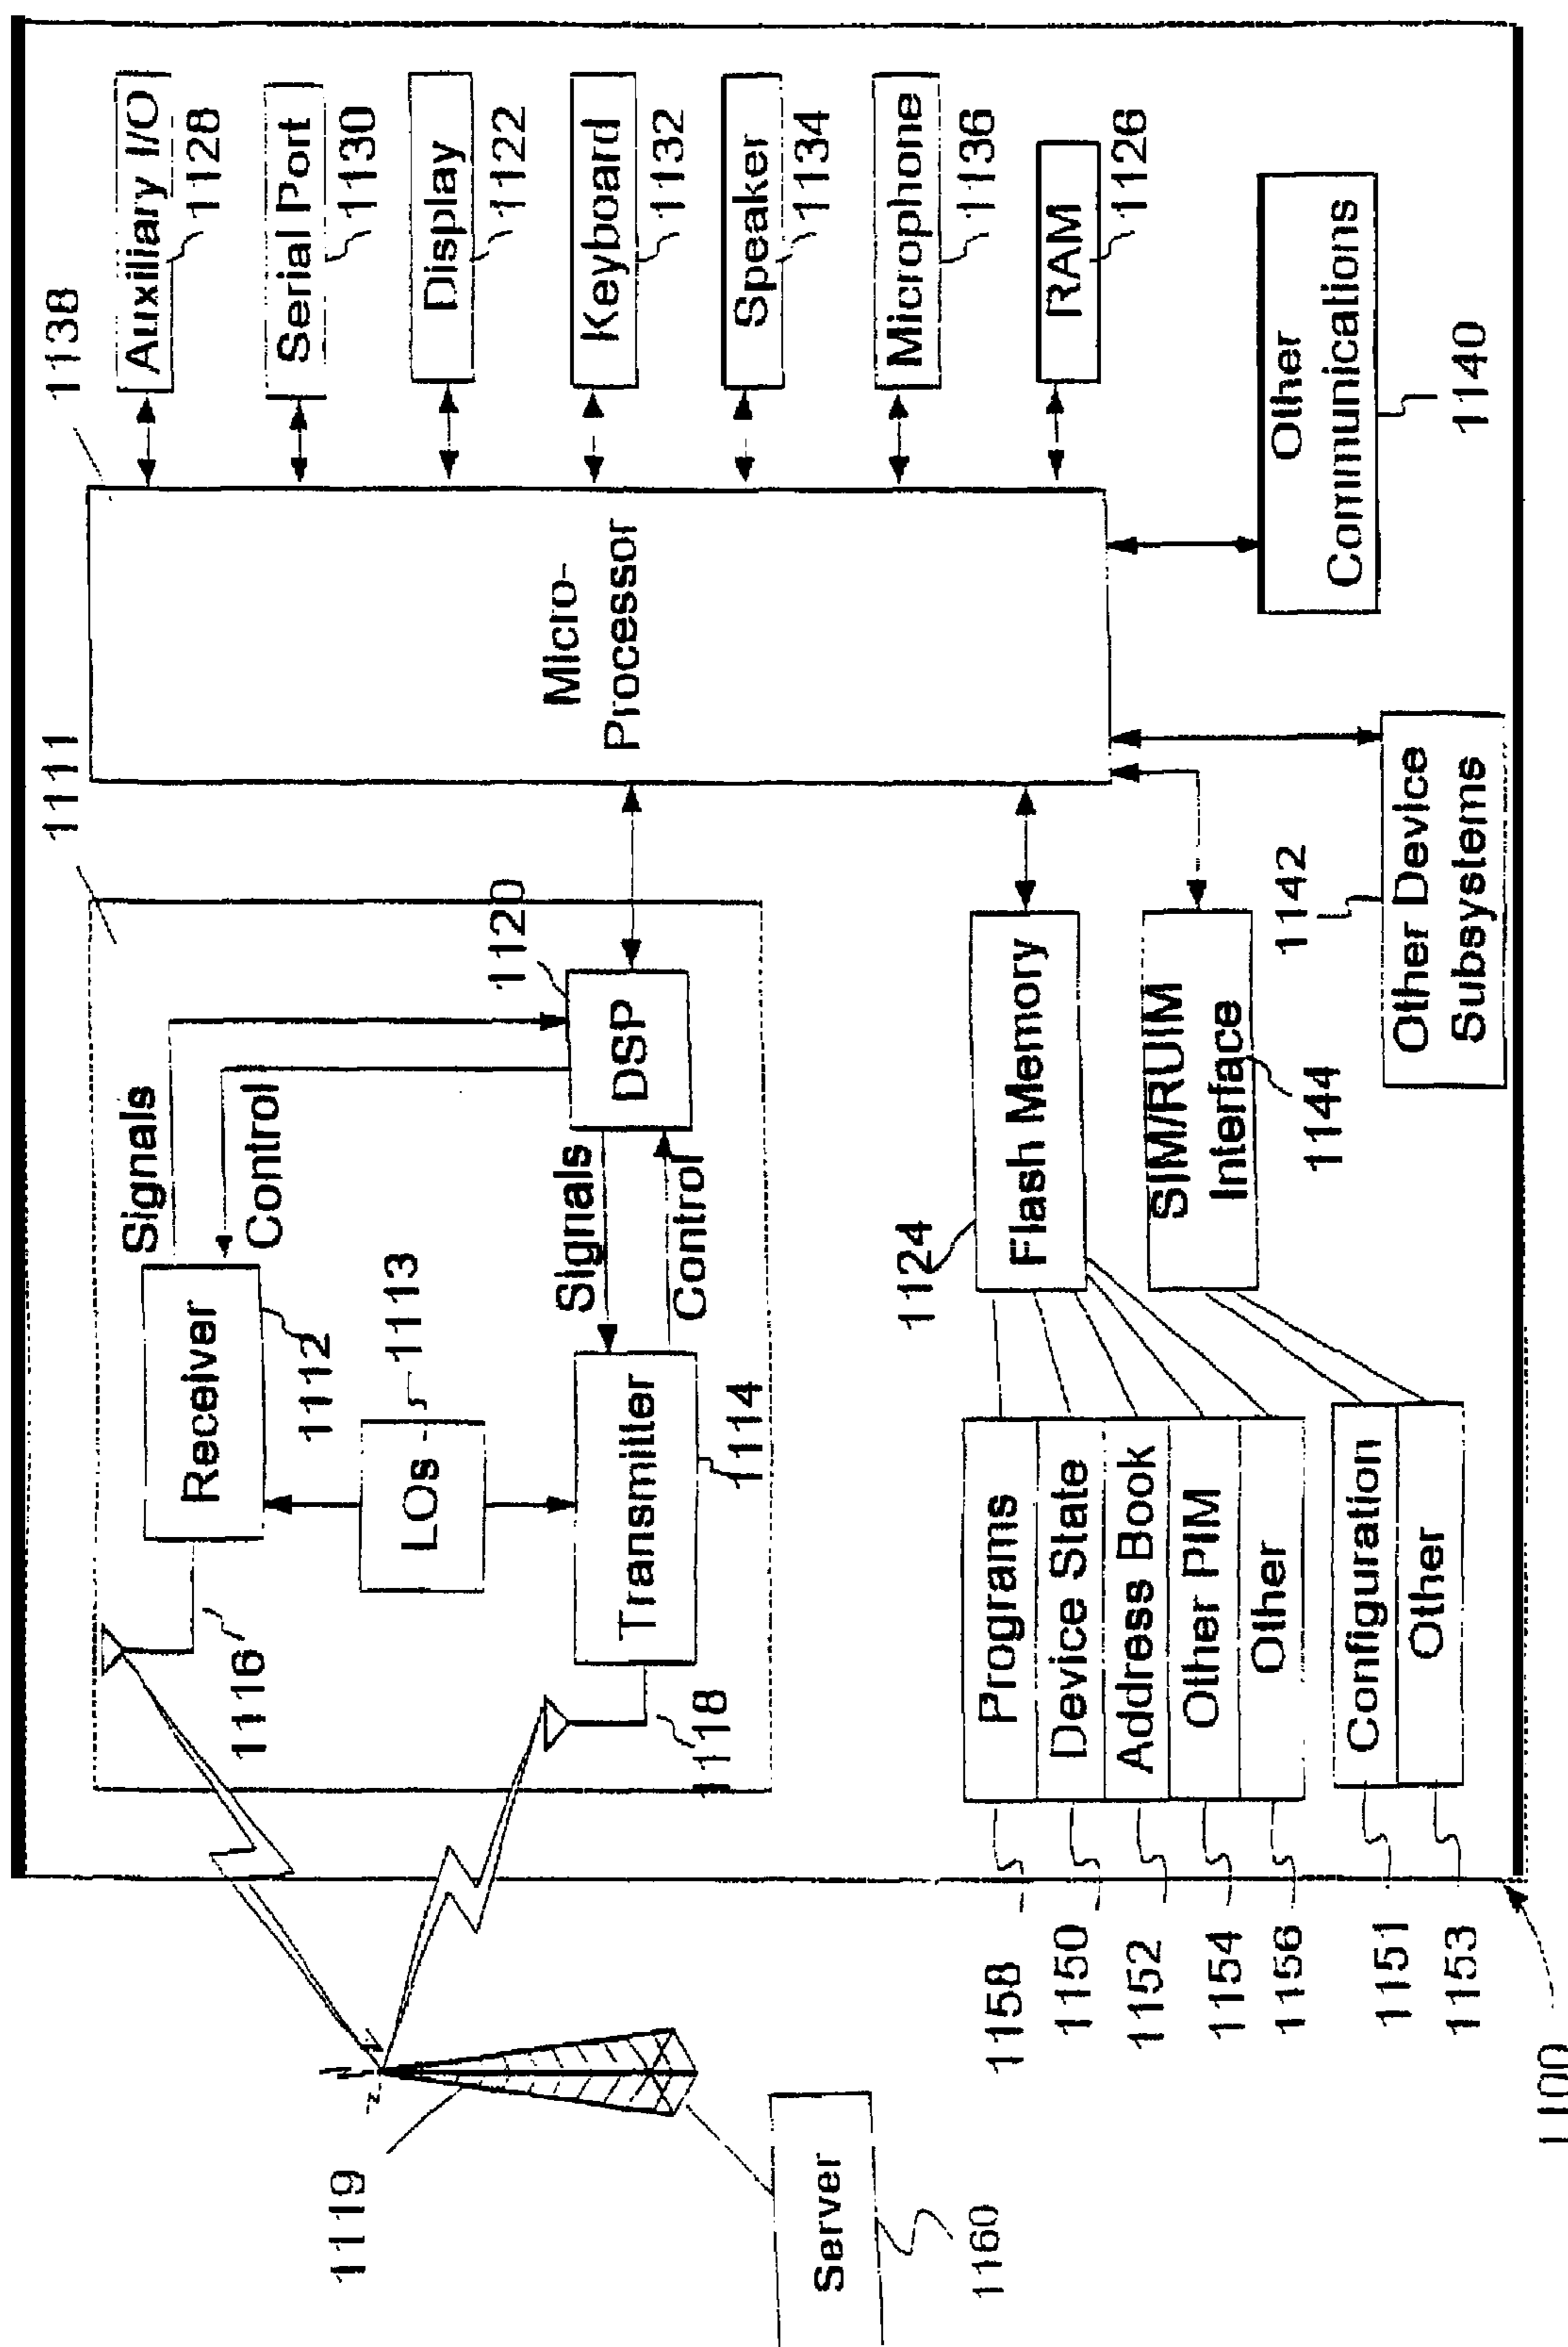 1138
1111
Auxiliary I/O
1128
Serial Port
1130
Display
1122
Keyboard
1132
Speaker
1134
Microphone
1136
RAM
1126
Other
Communications
1140
Micro-
Processor
Other Device
Subsystems
1142
1120
DSP
Signals
Control
Receiver
1112
LOs
1113
Signals
Control
Transmitter
1114
1116
1118
1124
Flash Memory
SIM/RUIM
Interface
1144
Programs
Device State
Address Book
Other PIM
Other
Configuration
Other
1158
1150
1152
1154
1156
1151
1153
1119
Server
1160
1100